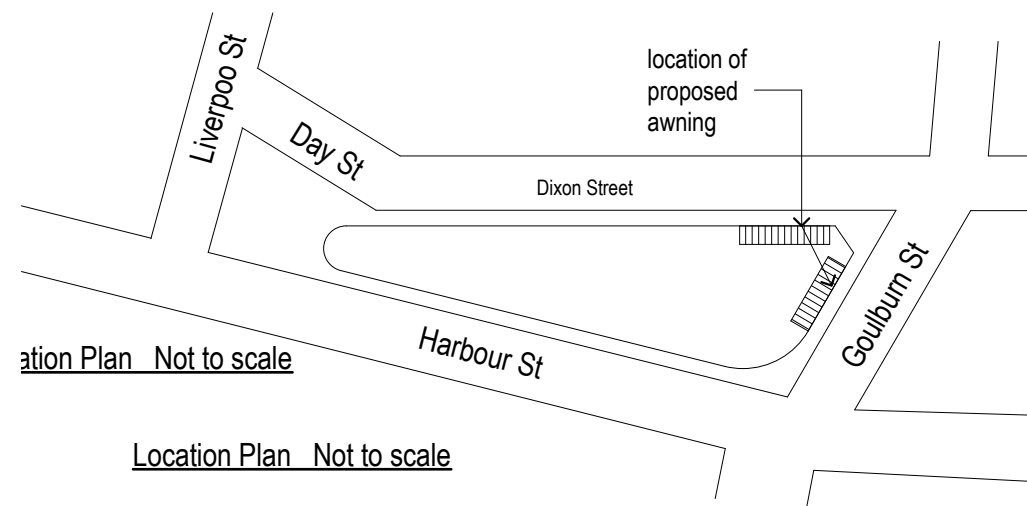 location of
proposed
awning
Liverpoo St
Day St
Dixon Street
Goulburn St
Harbour St
ation Plan Not to scale
Location Plan Not to scale